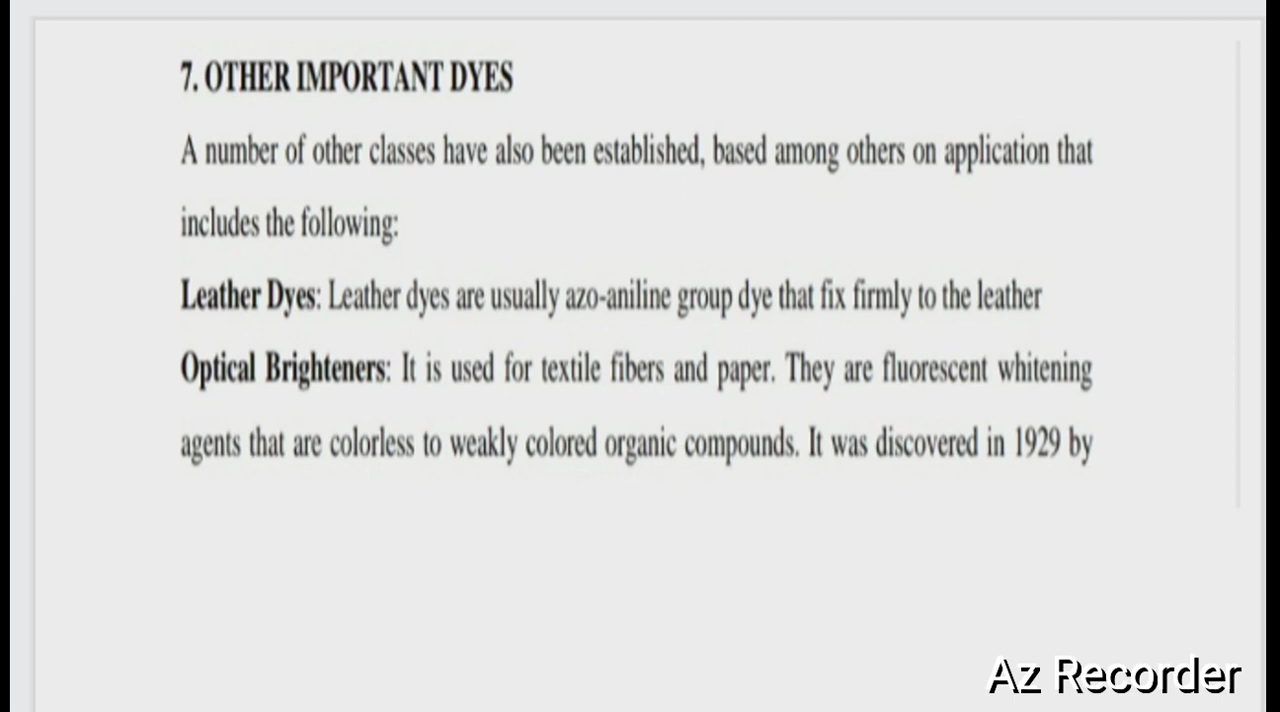 7. OTHER IMPORTANT DYES
A number of other classes have also been established, based among others on application that
includes the following:
Leather Dyes: Leather dyes are usually azo-aniline group dye that fix firmly to the leather
Optical Brighteners: It is used for textile fibers and paper. They are fluorescent whitening
agents that are colorless to weakly colored organic compounds. It was discovered in 1929 by
Az Recorder